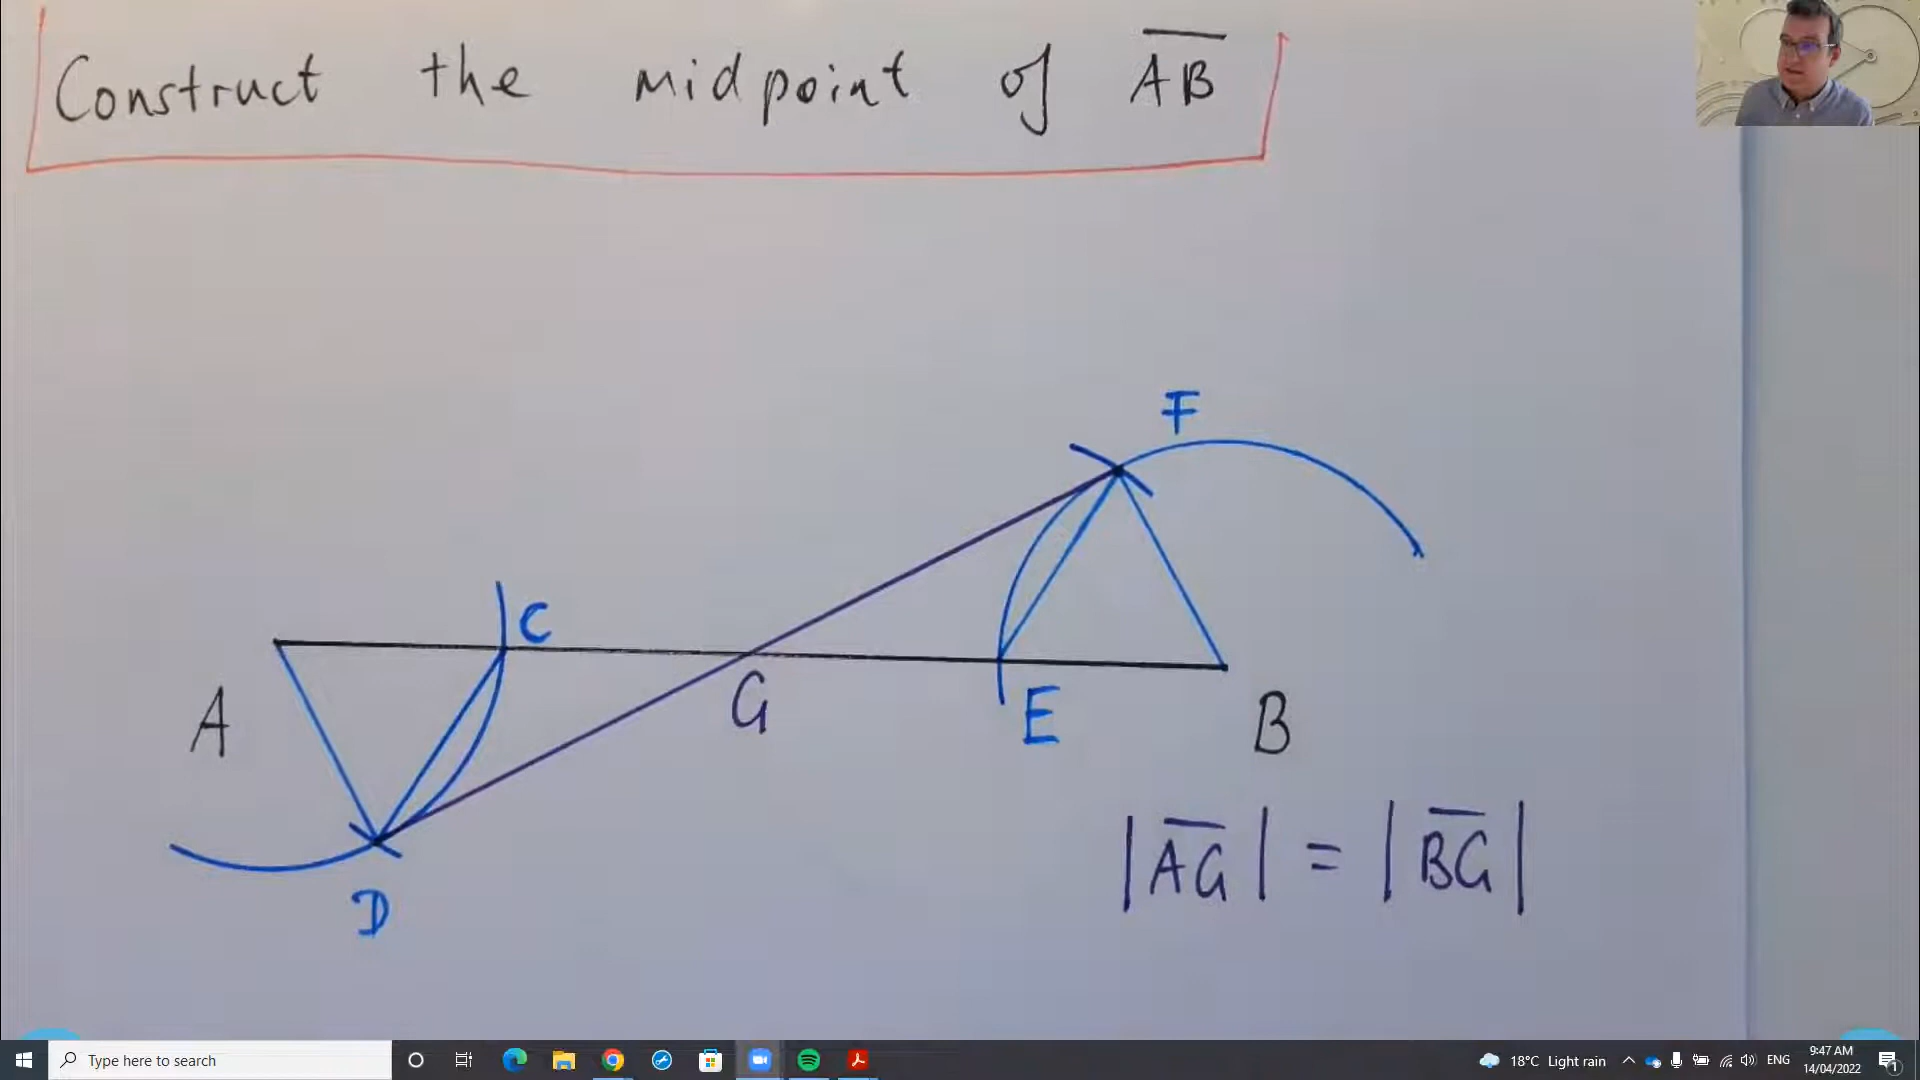 Construct the midpoint of AB
F
C
A
G
E
B
|AG| = |BG|
D
Type here to search
18°C Light rain
ENG
9:47 AM
14/04/2022
1